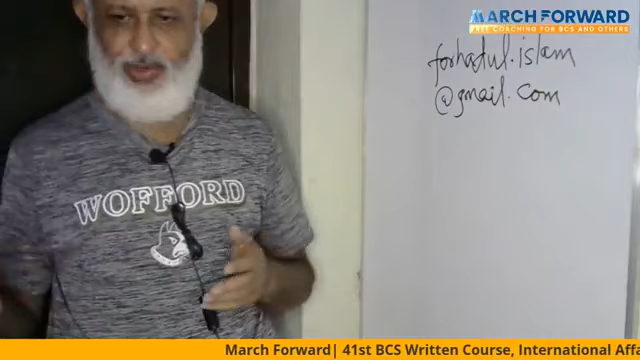 MARCH FORWARD
FREE COACHING FOR BCS AND OTHERS
forhadul.islam
@gmail.com
WOFFORD
March Forward| 41st BCS Written Course, International Affa